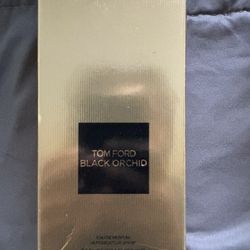 TOM FORD
BLACK ORCHID
EAU DE PARFUM